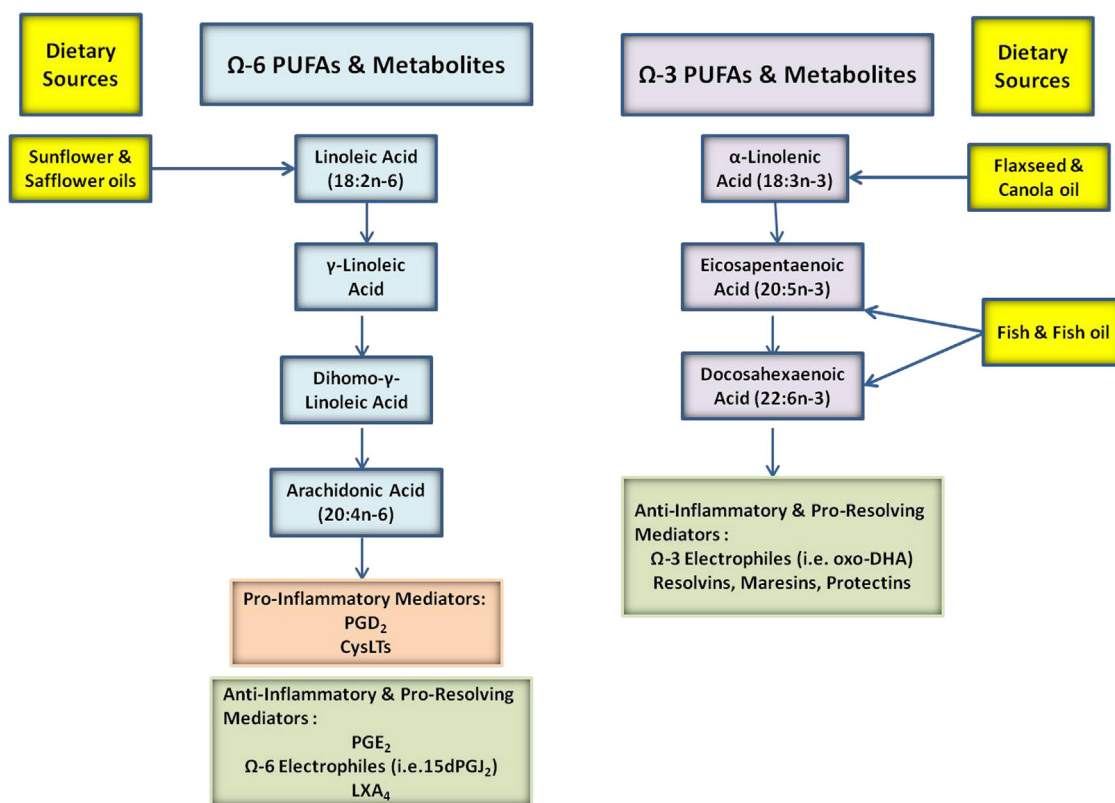 Dietary
Sources
Ω-6 PUFAs & Metabolites
Sunflower &
Safflower oils
Linoleic Acid
(18:2n-6)
γ-Linoleic
Acid
Dihomo-γ-
Linoleic Acid
Arachidonic Acid
(20:4n-6)
Pro-Inflammatory Mediators:
PGD₂
CysLTs
Anti-Inflammatory & Pro-Resolving
Mediators :
PGE₂
Ω-6 Electrophiles (i.e.15dPGJ₂)
LXA₄
Ω-3 PUFAs & Metabolites
Dietary
Sources
α-Linolenic
Acid (18:3n-3)
Flaxseed &
Canola oil
Eicosapentaenoic
Acid (20:5n-3)
Fish & Fish oil
Docosahexaenoic
Acid (22:6n-3)
Anti-Inflammatory & Pro-Resolving
Mediators :
Ω-3 Electrophiles (i.e. oxo-DHA)
Resolvins, Maresins, Protectins